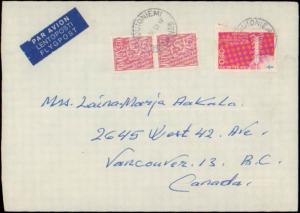 PAR AVION
LENTOPOSTI
FLYGPOST
Mrs. Laina-Marja Aakala
2645 West 42. Ave.
Vancouver. 13. B.C.
Canada.